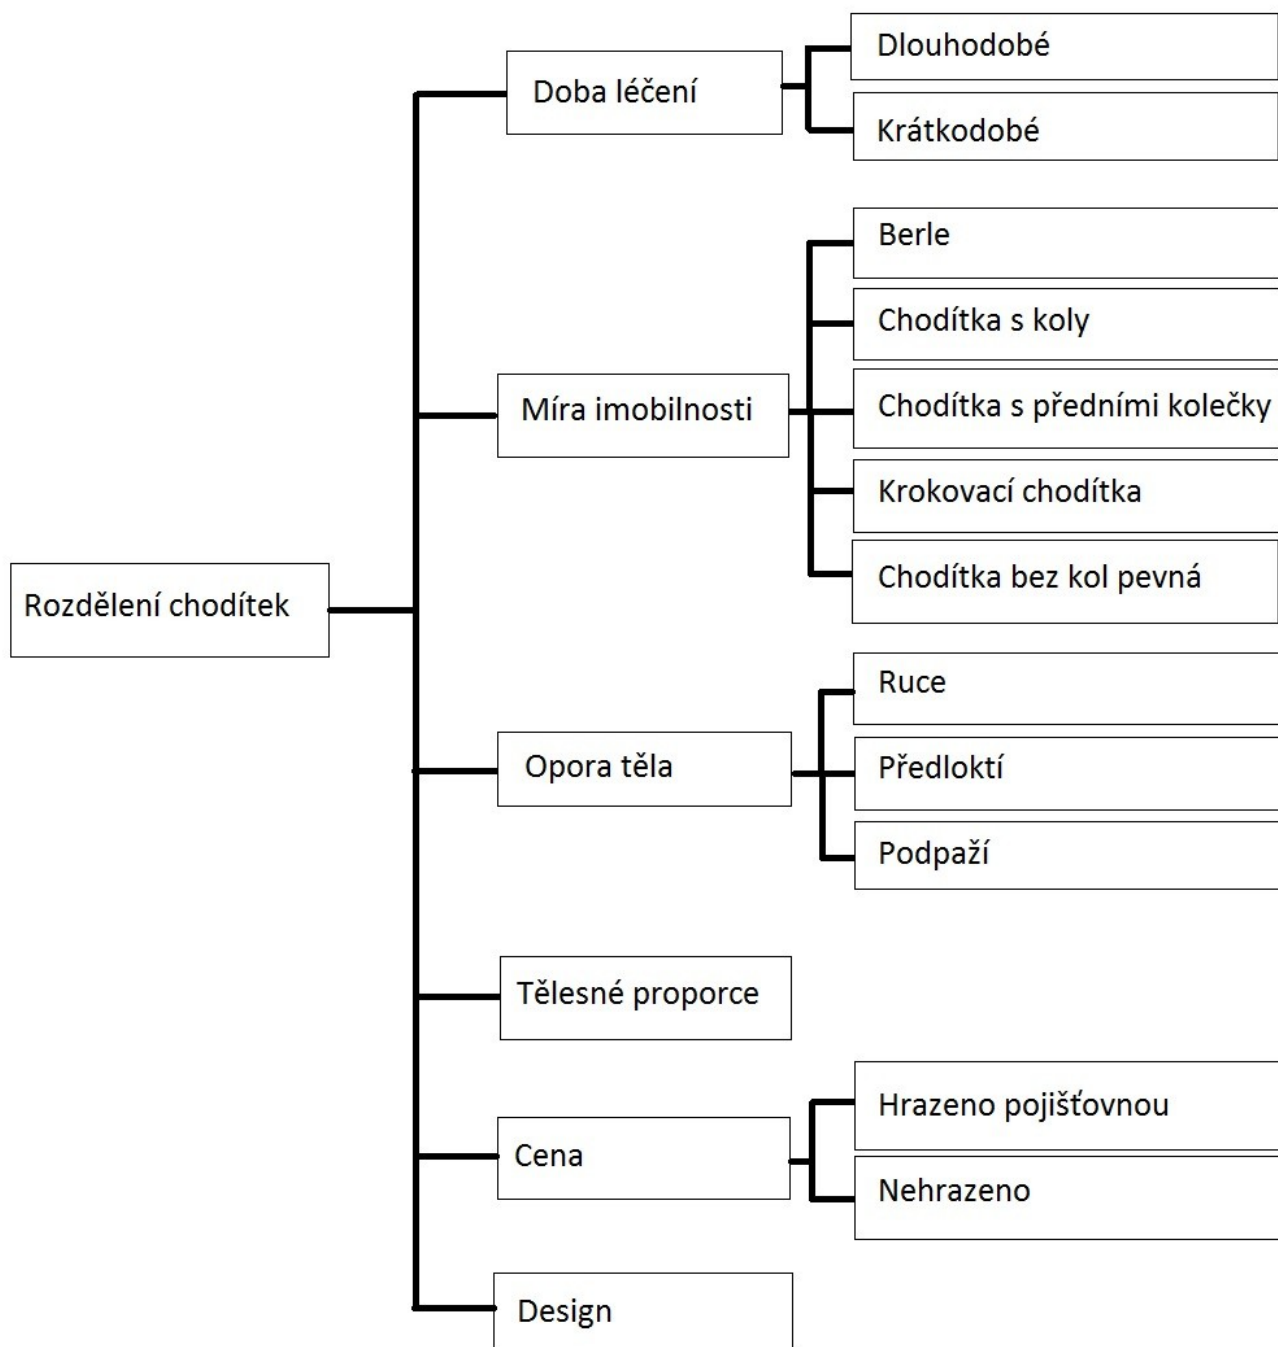 Rozdělení chodítek
Doba léčení
Dlouhodobé
Krátkodobé
Míra imobilnosti
Berle
Chodítka s koly
Chodítka s předními kolečky
Krokovací chodítka
Chodítka bez kol pevná
Opora těla
Ruce
Předloktí
Podpaží
Tělesné proporce
Cena
Hrazeno pojišťovnou
Nehrazeno
Design